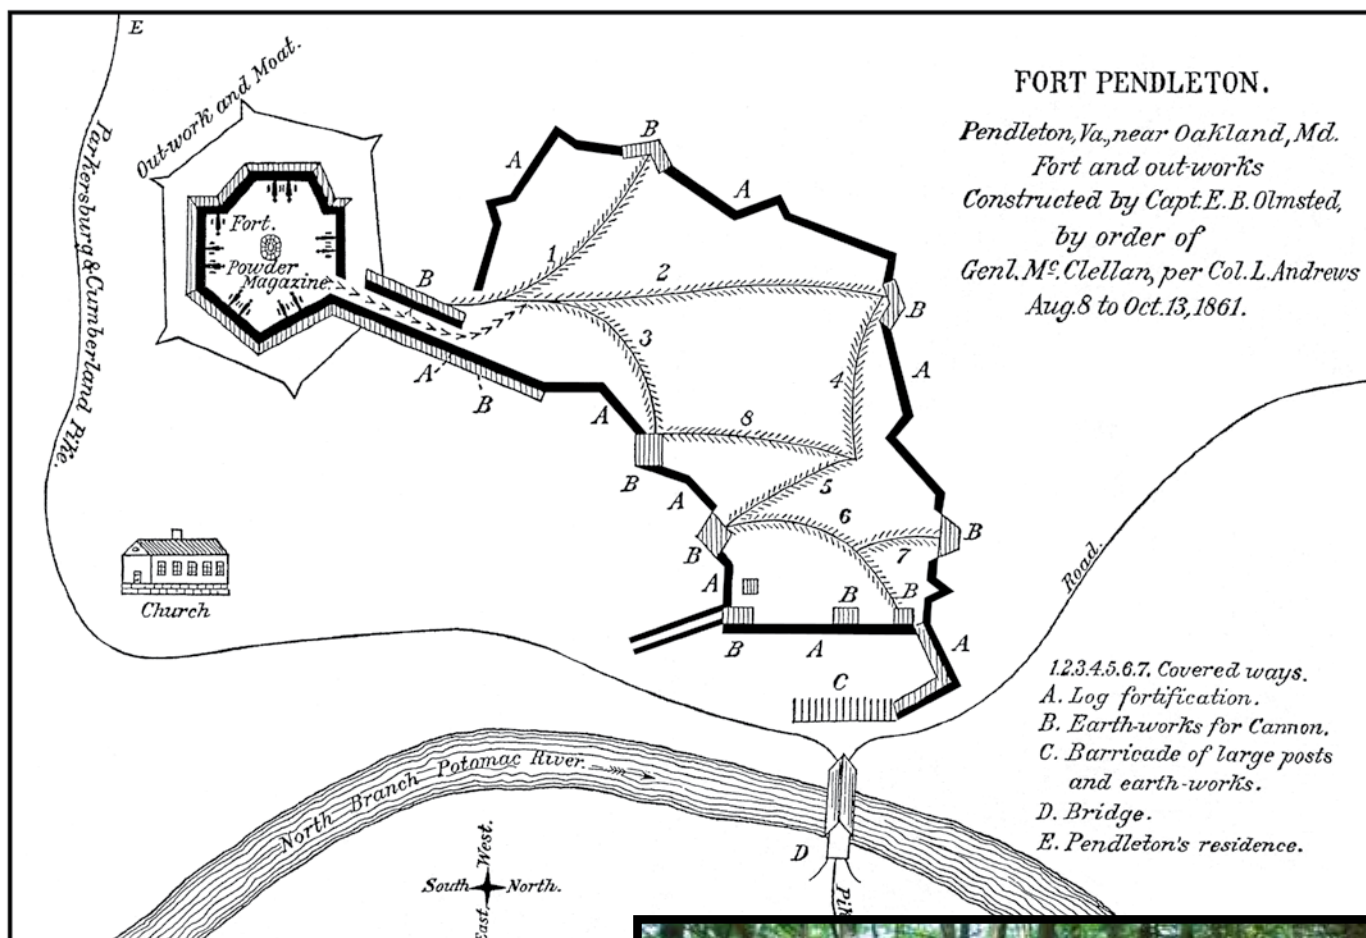 E
Out-work and Moat.
Parkersburg & Cumberland Pike.
FORT PENDLETON.
Pendleton, Va., near Oakland, Md.
Fort and out-works
Constructed by Capt. E. B. Olmsted,
by order of
Genl. Mc. Clellan, per Col. L. Andrews
Aug. 8 to Oct. 13, 1861.
B
A
A
Fort.
Powder
Magazine
1
2
B
B
3
4
A
A
B
A
8
B
A
5
6
B
7
B
A
B
B
B
A
A
Road.
Church
C
1.2.3.4.5.6.7. Covered ways.
A. Log fortification.
B. Earth-works for Cannon.
C. Barricade of large posts
and earth-works.
D. Bridge.
E. Pendleton's residence.
North Branch Potomac River.
D
West.
South North.
East.